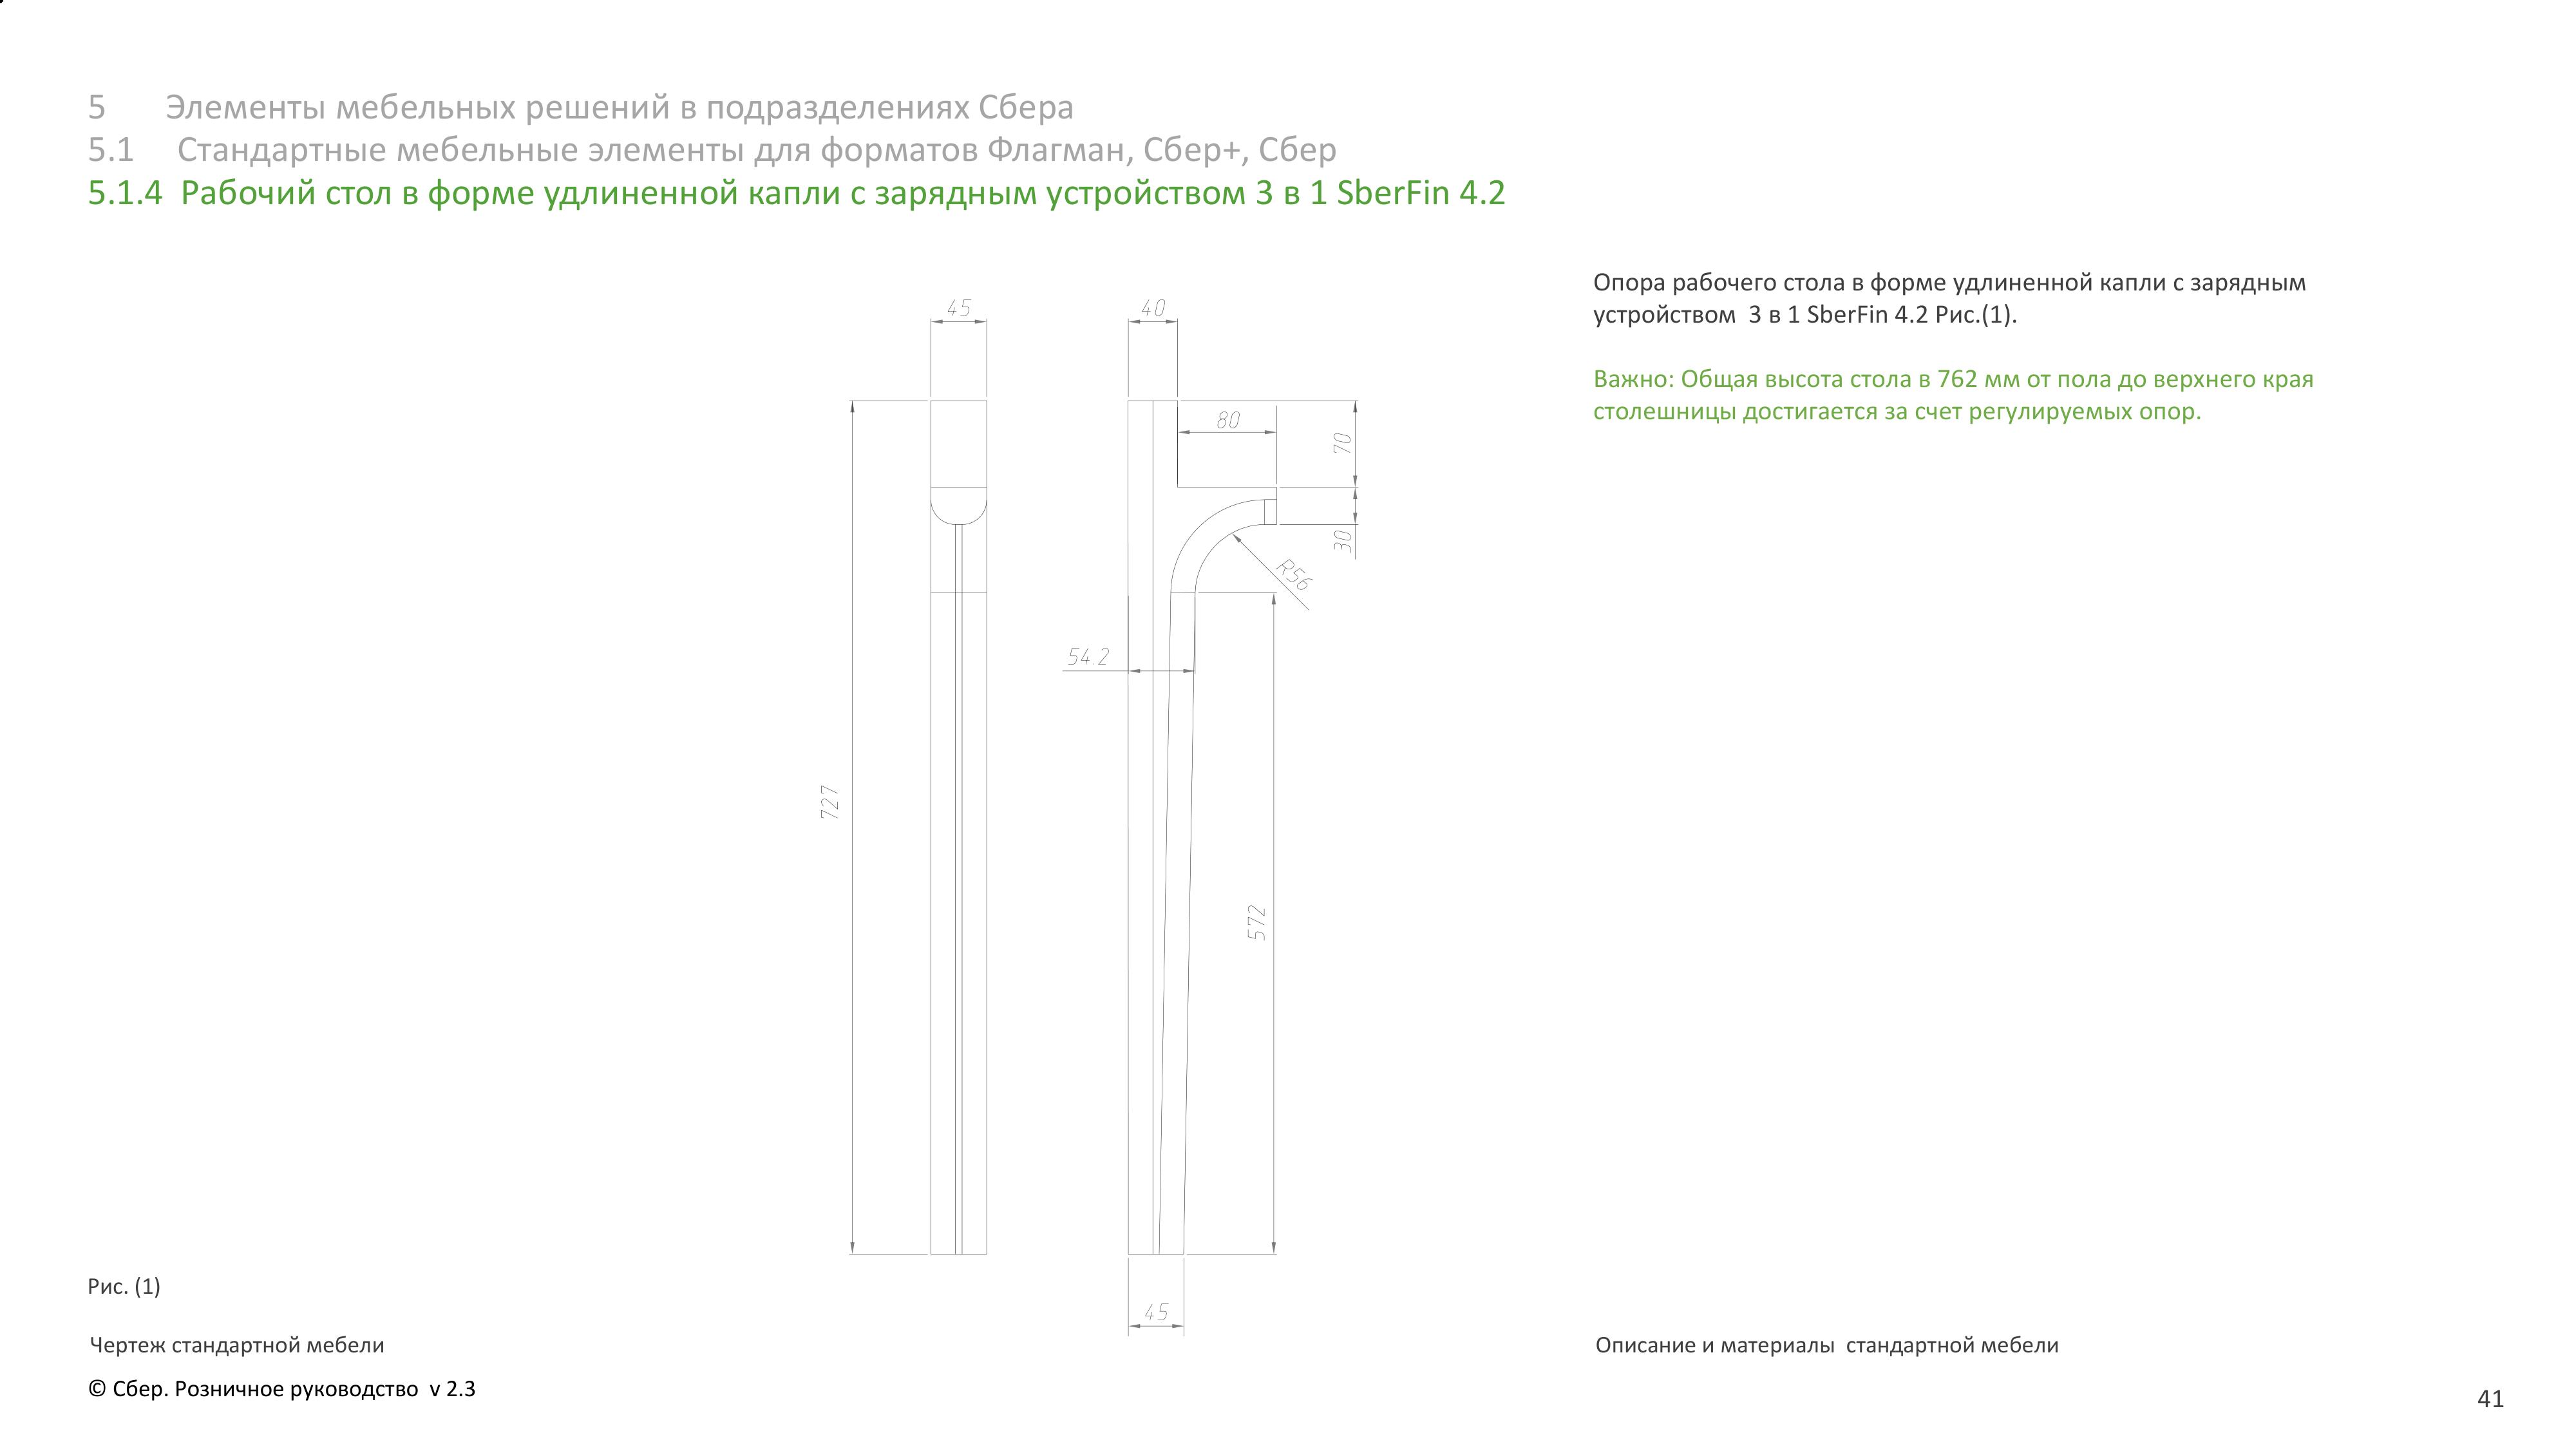 5 Элементы мебельных решений в подразделениях Сбера
5.1 Стандартные мебельные элементы для форматов Флагман, Сбер+, Сбер
5.1.4 Рабочий стол в форме удлиненной капли с зарядным устройством 3 в 1 SberFin 4.2
Опора рабочего стола в форме удлиненной капли с зарядным
устройством 3 в 1 SberFin 4.2 Рис.(1).
Важно: Общая высота стола в 762 мм от пола до верхнего края
столешницы достигается за счет регулируемых опор.
45
40
80
70
30
R56
54.2
727
572
45
Рис. (1)
Чертеж стандартной мебели
Описание и материалы стандартной мебели
© Сбер. Розничное руководство v 2.3
41